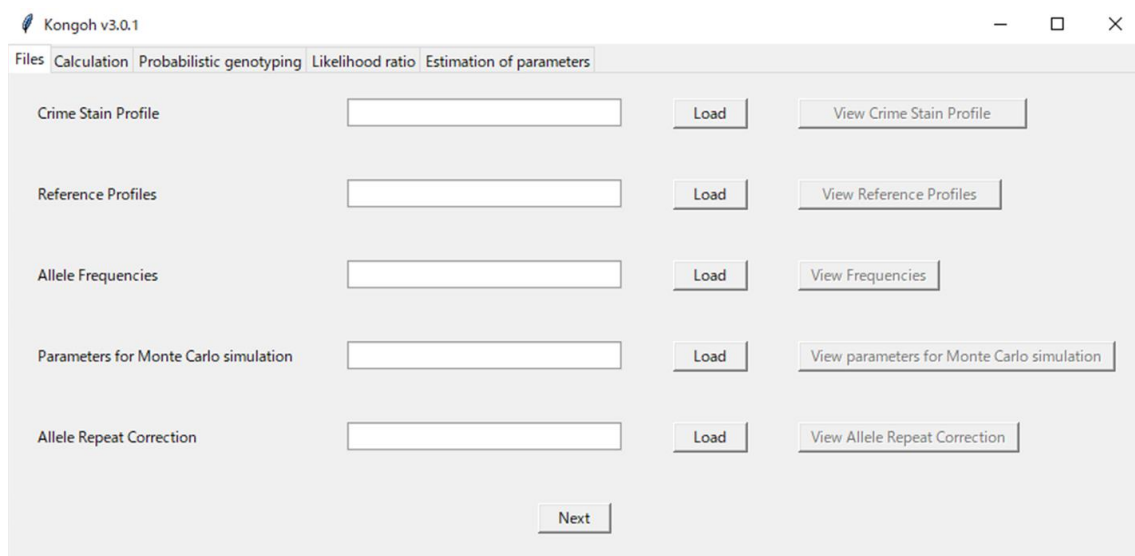 Kongoh v3.0.1
Files Calculation Probabilistic genotyping Likelihood ratio Estimation of parameters
Crime Stain Profile Load View Crime Stain Profile
Reference Profiles Load View Reference Profiles
Allele Frequencies Load View Frequencies
Parameters for Monte Carlo simulation Load View parameters for Monte Carlo simulation
Allele Repeat Correction Load View Allele Repeat Correction
Next